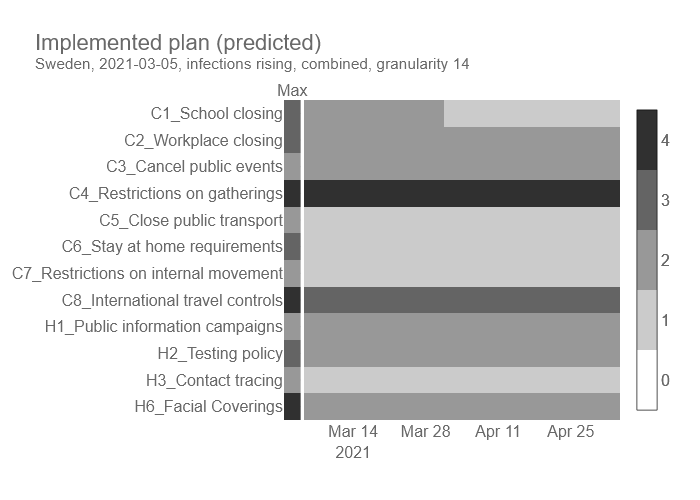 Implemented plan (predicted)
Sweden, 2021-03-05, infections rising, combined, granularity 14
Max
C1_School closing
C2_Workplace closing
C3_Cancel public events
C4_Restrictions on gatherings
C5_Close public transport
C6_Stay at home requirements
C7_Restrictions on internal movement
C8_International travel controls
H1_Public information campaigns
H2_Testing policy
H3_Contact tracing
H6_Facial Coverings
Mar 14 Mar 28 Apr 11 Apr 25
2021
4
3
2
1
0